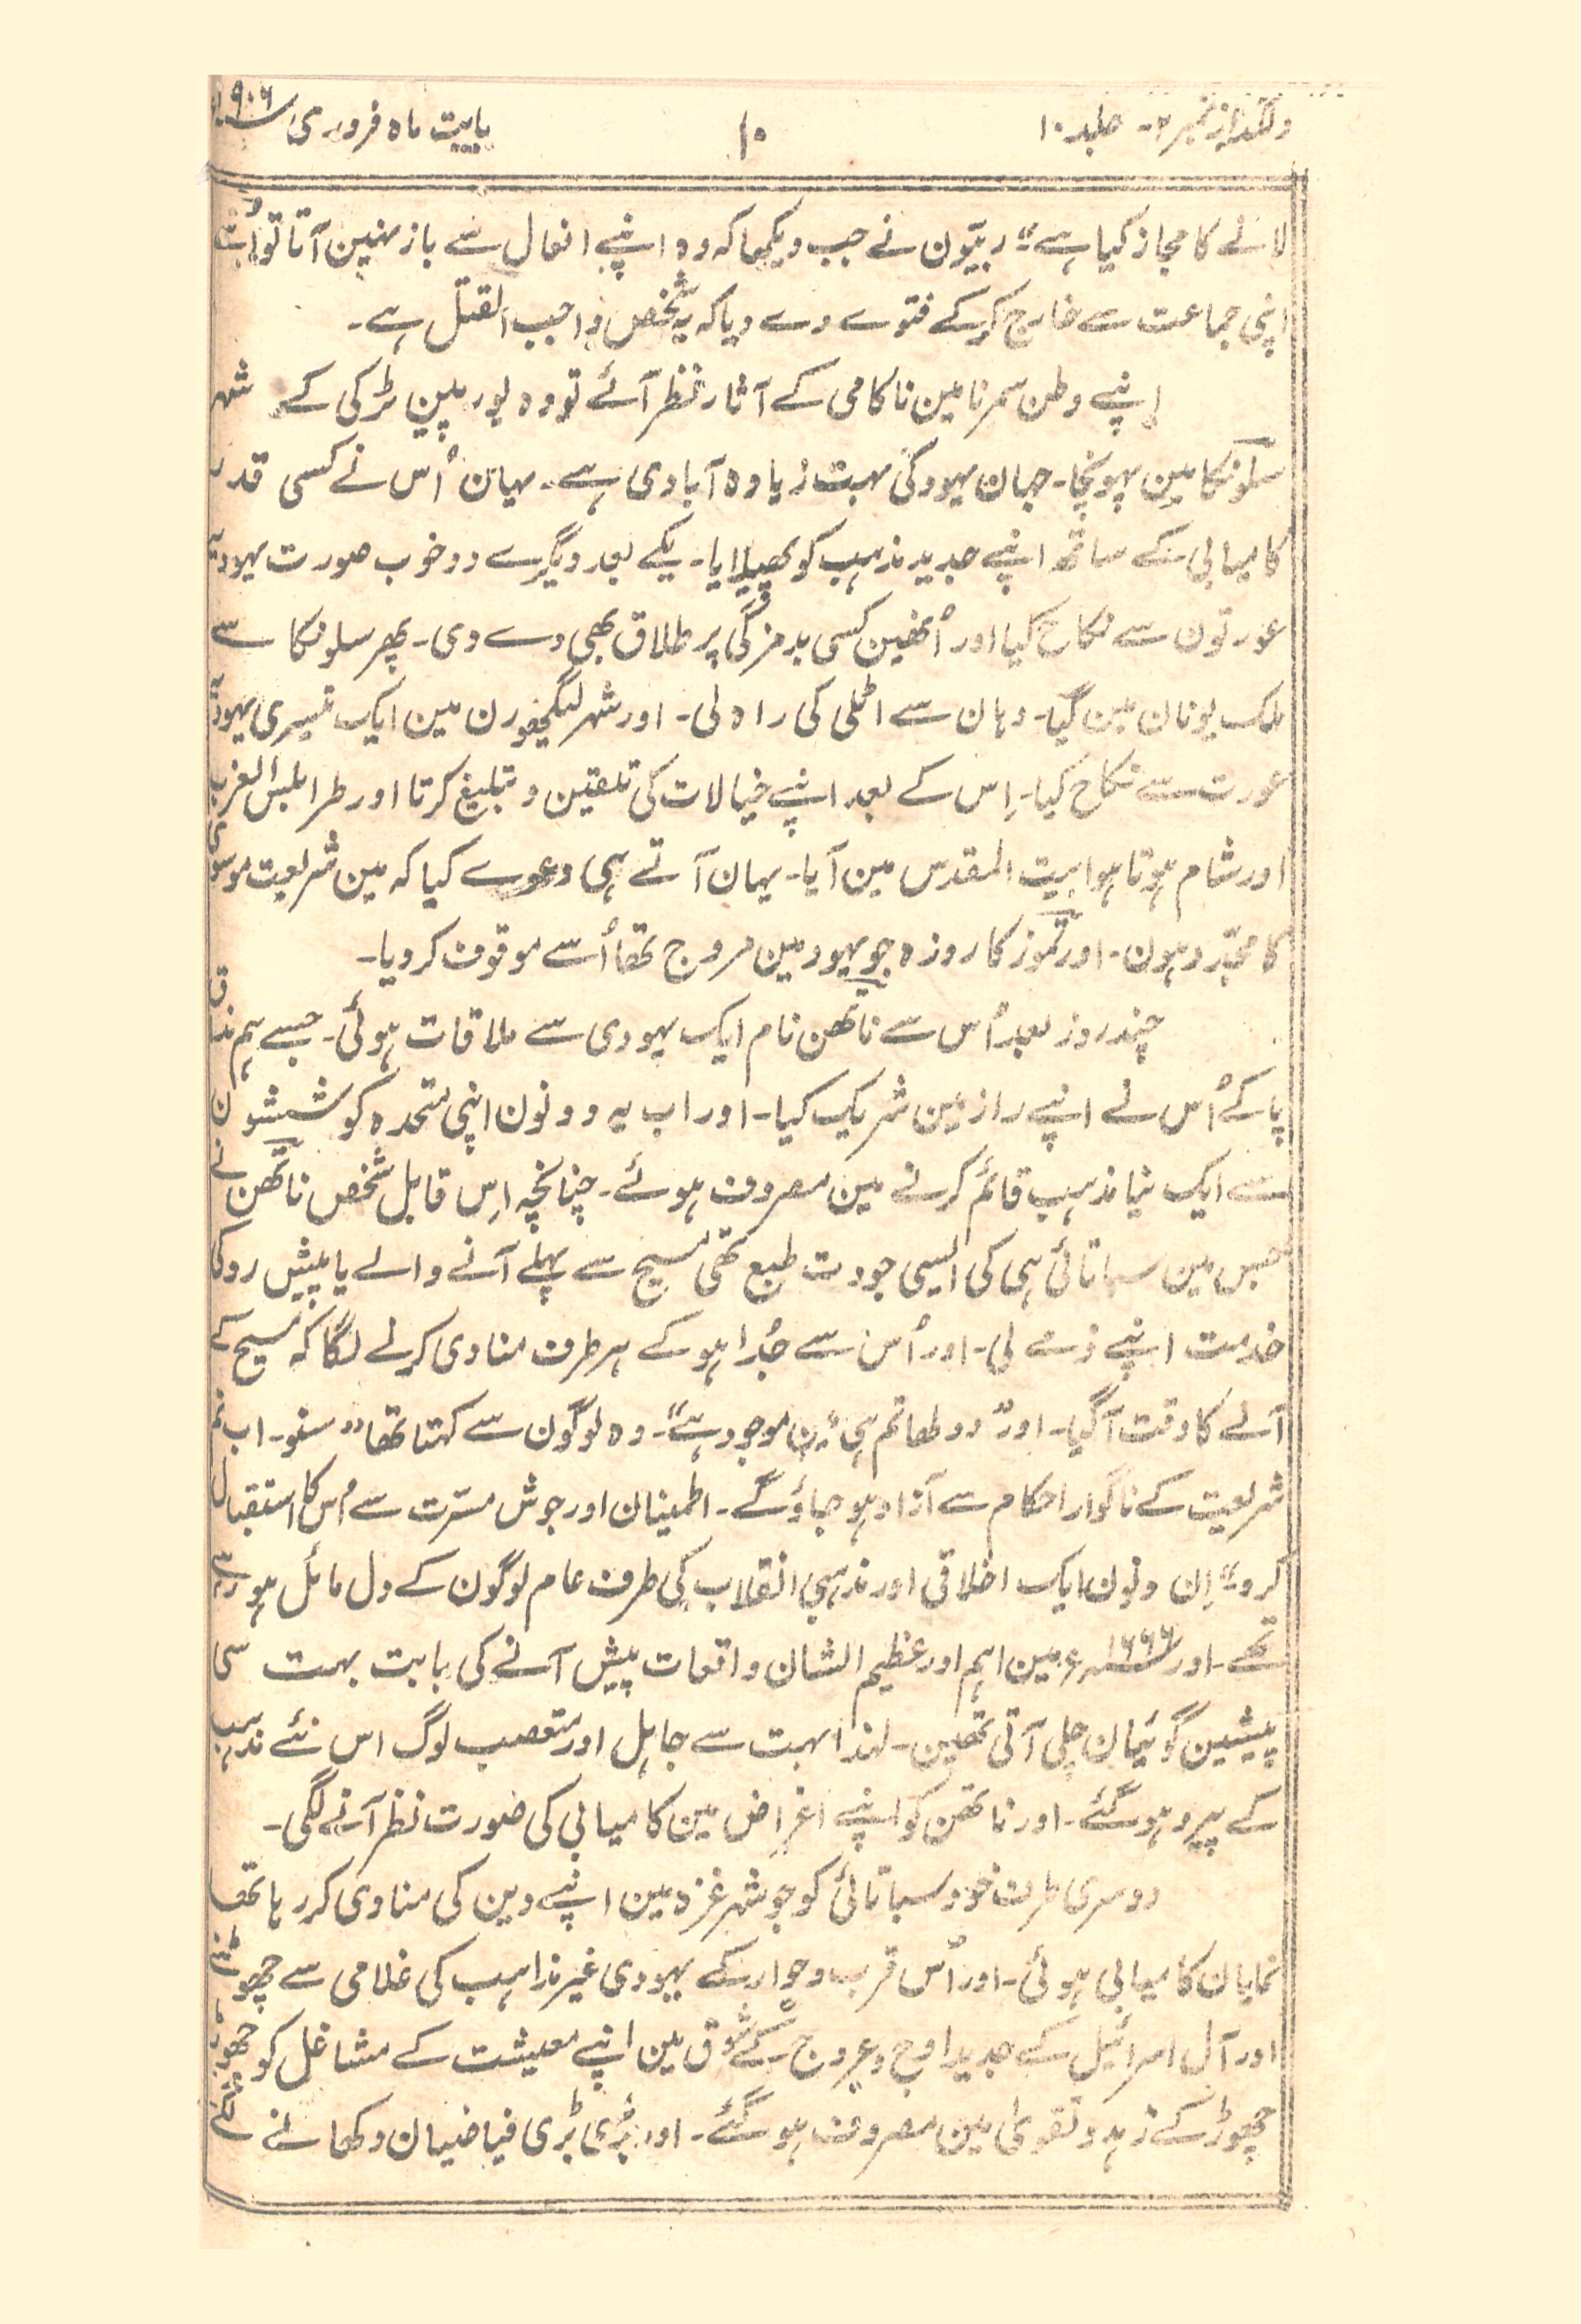 دلگداز نمبر ۲- جلد ۱۰
۱۰
بابت ماہ فروری ۱۹۰۶ء
لانے کا مجاز کیا ہے"۔ ربیّون نے جب دیکھا کہ وہ اپنے افعال سے باز نہین آتا تو اُسے
اپنی جماعت سے خارج کرکے فتوے دے دیا کہ یہ شخص واجب القتل ہے۔
اپنے وطن سمرنا مین ناکامی کے آثار نظر آئے تو وہ یورپین ٹرکی کے شہر
سلونکا مین پہونچا۔ جہان یہود کی بہت زیادہ آبادی ہے۔ یہان اُس نے کسی قدر
کامیابی کے ساتھ اپنے جدید مذہب کو پھیلایا۔ یکے بعد دیگرے دو خوب صورت یہودیہ
عورتون سے نکاح کیا اور اُنھین کسی بدمزگی پر طلاق بھی دے دی۔ پھر سلونکا سے
ملک یونان مین گیا۔ وہان سے اٹلی کی راہ لی۔ اور شہر لیگھورن مین ایک تیسری یہودیہ
عورت سے نکاح کیا۔ اِس کے بعد اپنے خیالات کی تلقین و تبلیغ کرتا اور طرابلس الغرب
اور شام ہوتا ہوا بیت المقدس مین آیا۔ یہان آتے ہی دعوے کیا کہ مین شریعت موسوی
کا مجدّد ہون۔ اور تموز کا روزہ جو یہود مین مروج تھا اُسے موقوف کردیا۔
چند روز بعد اُس سے ناتھن نام ایک یہودی سے ملاقات ہوئی۔ جسے ہم مذاق
پا کے اُس نے اپنے راز مین شریک کیا۔ اور اب یہ دونون اپنی متحدہ کوششون
سے ایک نیا مذہب قائم کرنے مین مصروف ہوئے۔ چنانچہ اِس قابل شخص ناتھن نے
جس مین سباتائی ہی کی ایسی جودت طبع تھی مسیح سے پہلے آنے والے یا پیش رو کی
خدمت اپنے ذمے لی۔ اور اُس سے جُدا ہو کے ہر طرف منادی کرنے لگا کہ مسیح کے
آنے کا وقت آگیا۔ اور "دولھا تم ہی مین موجود ہے"۔ وہ لوگون سے کہتا تھا "سنو۔ اب تم
شریعت کے ناگوار احکام سے آزاد ہو جاؤگے۔ اطمینان اور جوش مسرّت سے اُس کا استقبال
کرو"۔ اِن دنون ایک اخلاقی اور مذہبی انقلاب کی طرف عام لوگون کے دل مائل ہو رہے
تھے۔ اور ۱۶۶۶ء مین اہم اور عظیم الشان واقعات پیش آنے کی بابت بہت سی
پیشین گوئیان چلی آتی تھین۔ لہذا بہت سے جاہل اور متعصب لوگ اس نئے مذہب
کے پیرو ہو گئے۔ اور ناتھن کو اپنے اغراض مین کامیابی کی صورت نظر آنے لگی۔
دوسری طرف خود سباتائی کو جو شہر غزہ مین اپنے دین کی منادی کر رہا تھا
نمایان کامیابی ہوئی۔ اور اُس قرب و جوار کے یہودی غیر مذاہب کی غلامی سے چھوٹنے
اور آل اسرائیل کے جدید اوج و عروج کے شوق مین اپنے معیشت کے مشاغل کو چھوڑ
چھوڑ کے زہد و تقویٰ مین مصروف ہو گئے۔ اور بڑی بڑی فیاضیان دکھانے لگے